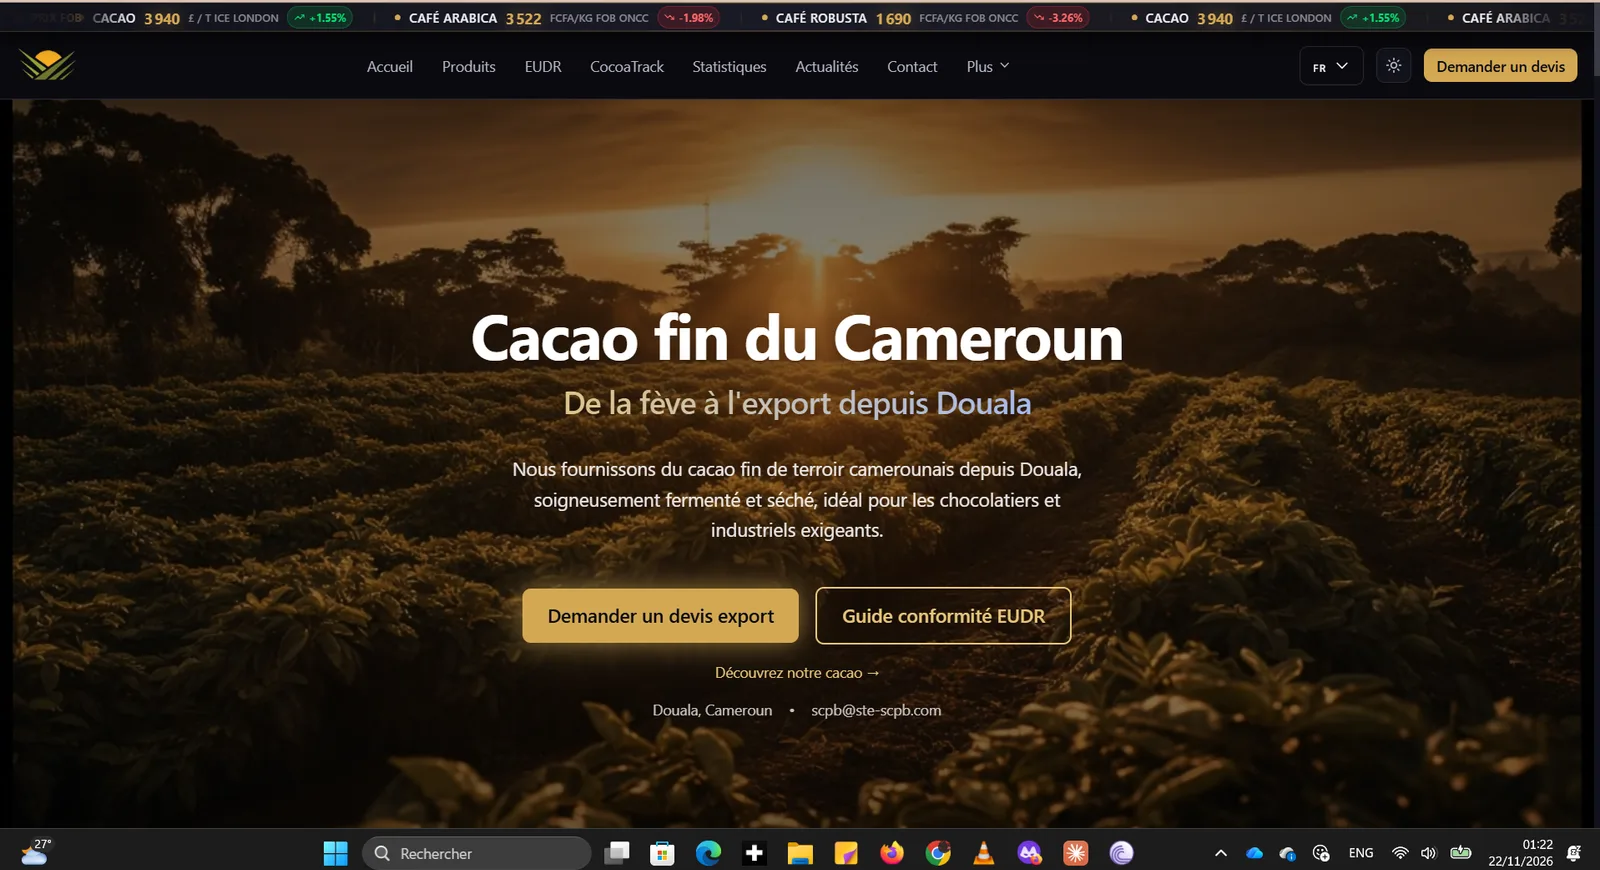 FOB CACAO 3 940 £ / T ICE LONDON +1.55% • CAFÉ ARABICA 3 522 FCFA/KG FOB ONCC -1.98% • CAFÉ ROBUSTA 1 690 FCFA/KG FOB ONCC -3.26% • CACAO 3 940 £ / T ICE LONDON +1.55% • CAFÉ ARABICA
Accueil Produits EUDR CocoaTrack Statistiques Actualités Contact Plus FR Demander un devis
Cacao fin du Cameroun
De la fève à l'export depuis Douala
Nous fournissons du cacao fin de terroir camerounais depuis Douala,
soigneusement fermenté et séché, idéal pour les chocolatiers et
industriels exigeants.
Demander un devis export Guide conformité EUDR
Découvrez notre cacao →
Douala, Cameroun • scpb@ste-scpb.com
27° Rechercher ENG 01:22
22/11/2026